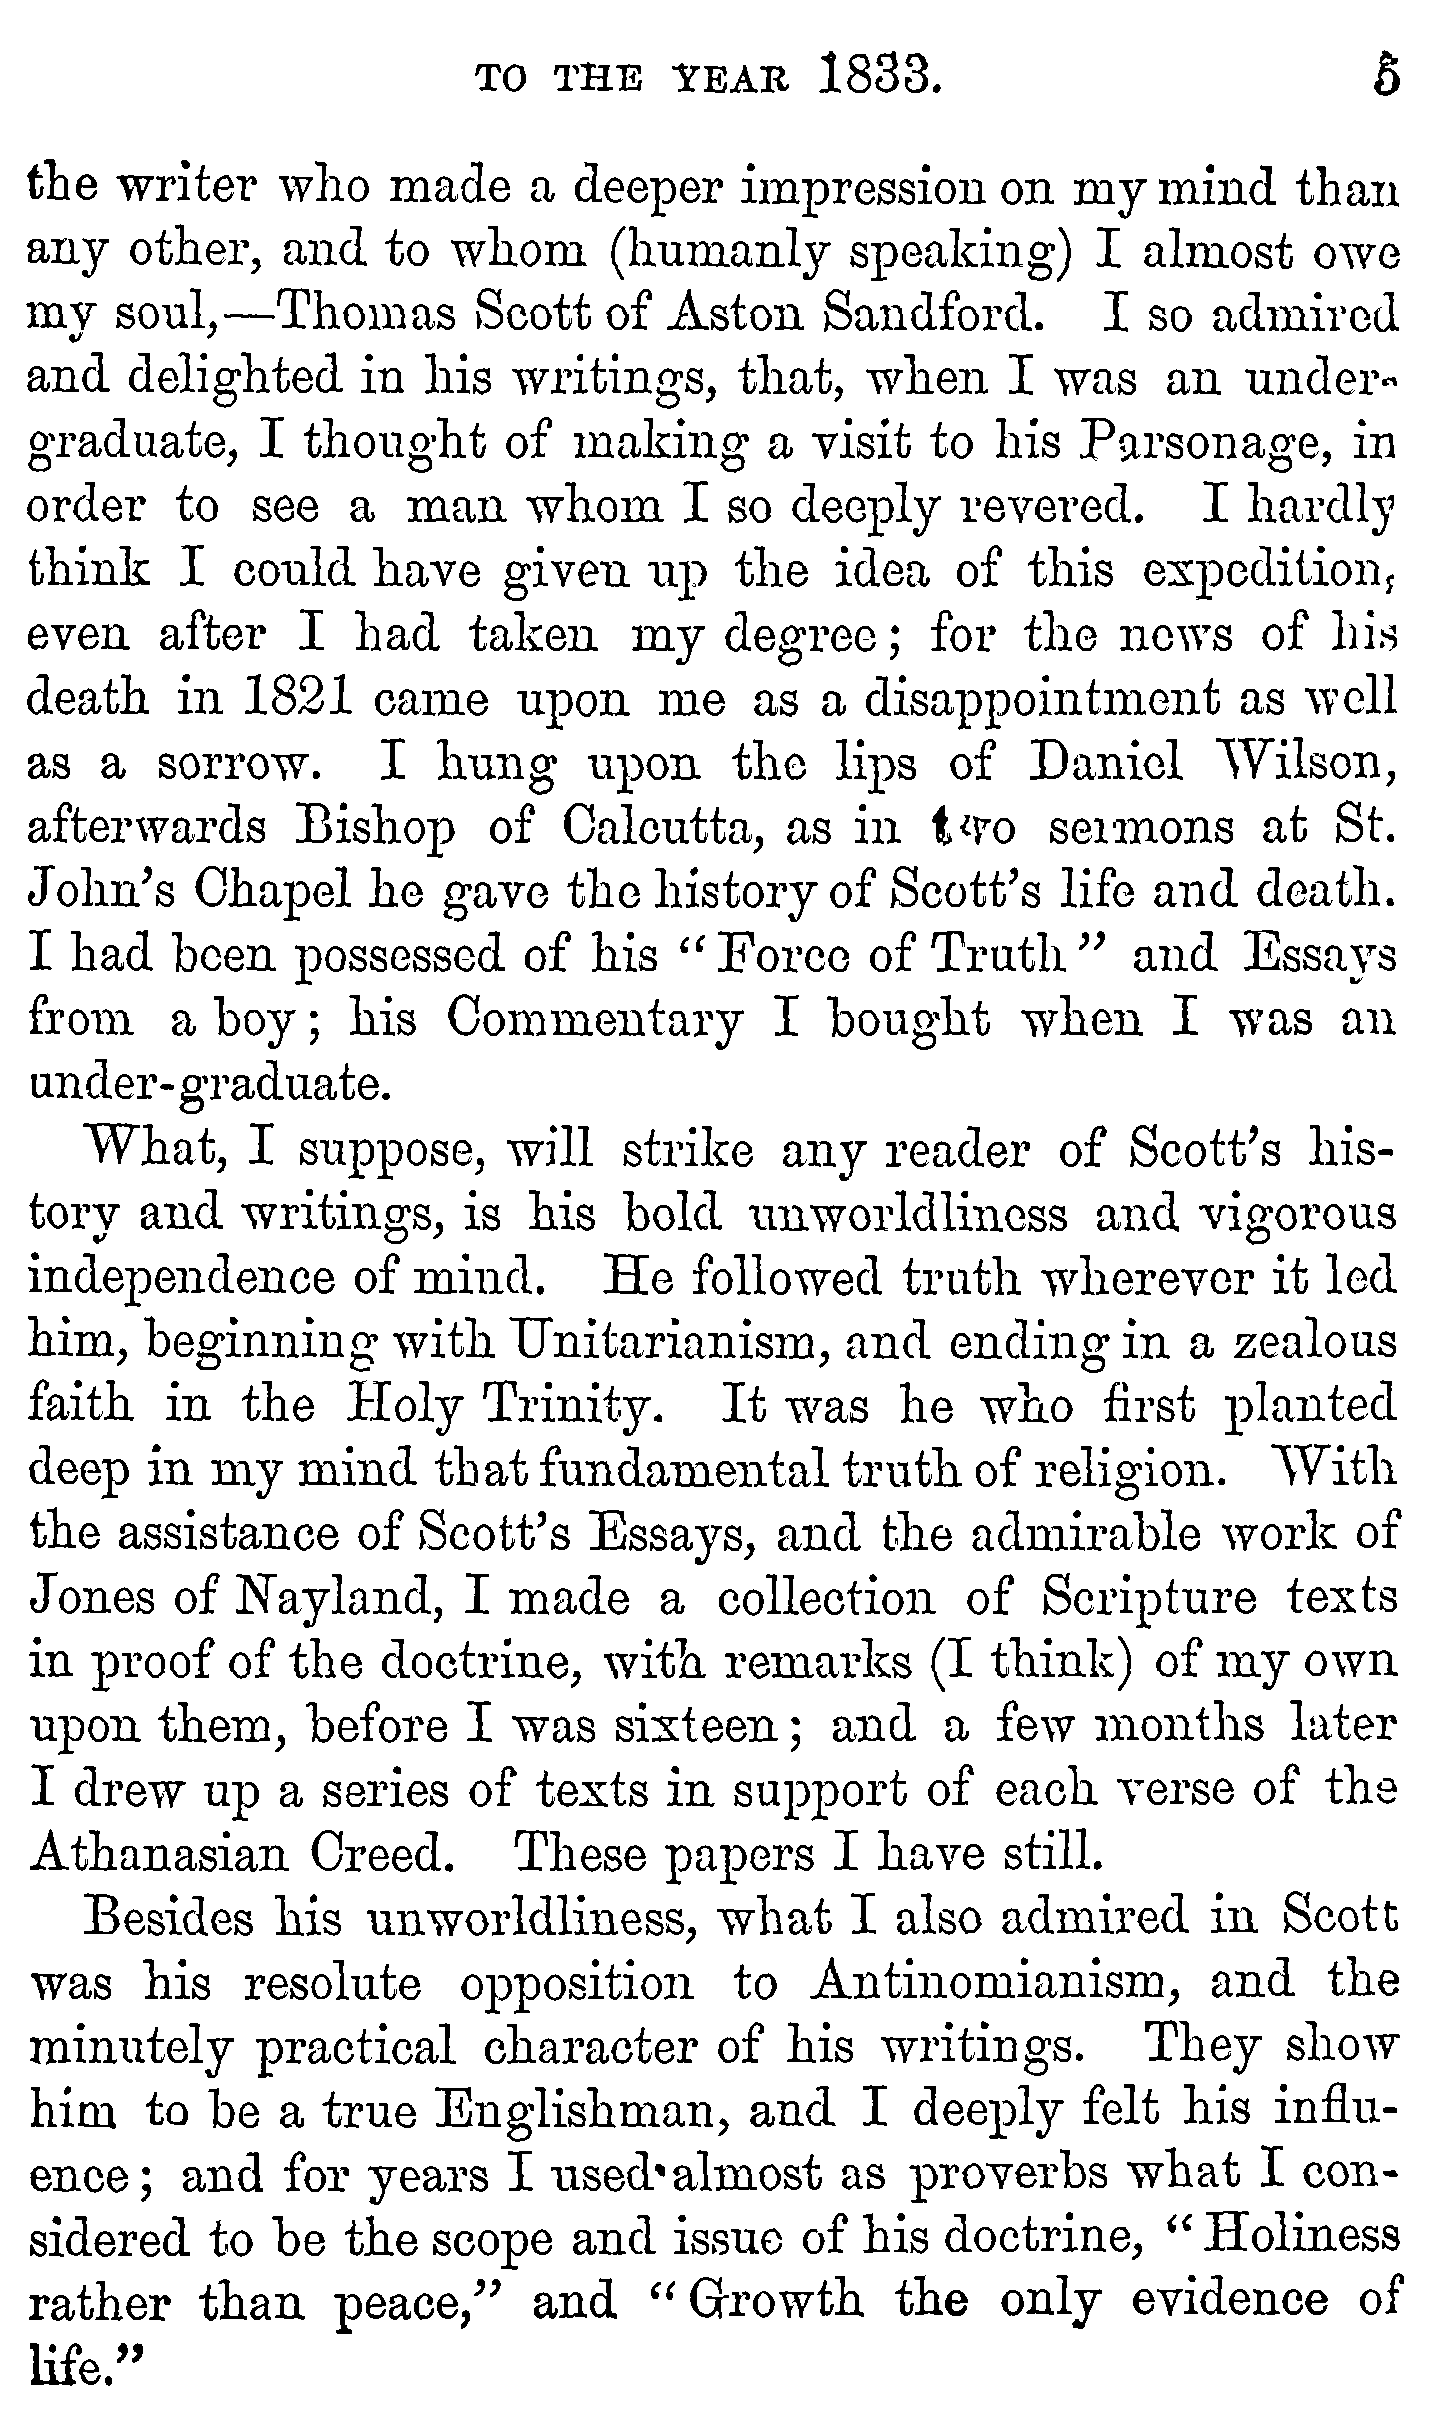 TO THE YEAR 1833. 5
the writer who made a deeper impression on my mind than
any other, and to whom (humanly speaking) I almost owe
my soul,—Thomas Scott of Aston Sandford. I so admired
and delighted in his writings, that, when I was an under-
graduate, I thought of making a visit to his Parsonage, in
order to see a man whom I so deeply revered. I hardly
think I could have given up the idea of this expedition,
even after I had taken my degree; for the news of his
death in 1821 came upon me as a disappointment as well
as a sorrow. I hung upon the lips of Daniel Wilson,
afterwards Bishop of Calcutta, as in two sermons at St.
John's Chapel he gave the history of Scott's life and death.
I had been possessed of his "Force of Truth" and Essays
from a boy; his Commentary I bought when I was an
under-graduate.
What, I suppose, will strike any reader of Scott's his-
tory and writings, is his bold unworldliness and vigorous
independence of mind. He followed truth wherever it led
him, beginning with Unitarianism, and ending in a zealous
faith in the Holy Trinity. It was he who first planted
deep in my mind that fundamental truth of religion. With
the assistance of Scott's Essays, and the admirable work of
Jones of Nayland, I made a collection of Scripture texts
in proof of the doctrine, with remarks (I think) of my own
upon them, before I was sixteen; and a few months later
I drew up a series of texts in support of each verse of the
Athanasian Creed. These papers I have still.
Besides his unworldliness, what I also admired in Scott
was his resolute opposition to Antinomianism, and the
minutely practical character of his writings. They show
him to be a true Englishman, and I deeply felt his influ-
ence; and for years I used almost as proverbs what I con-
sidered to be the scope and issue of his doctrine, "Holiness
rather than peace," and "Growth the only evidence of
life."